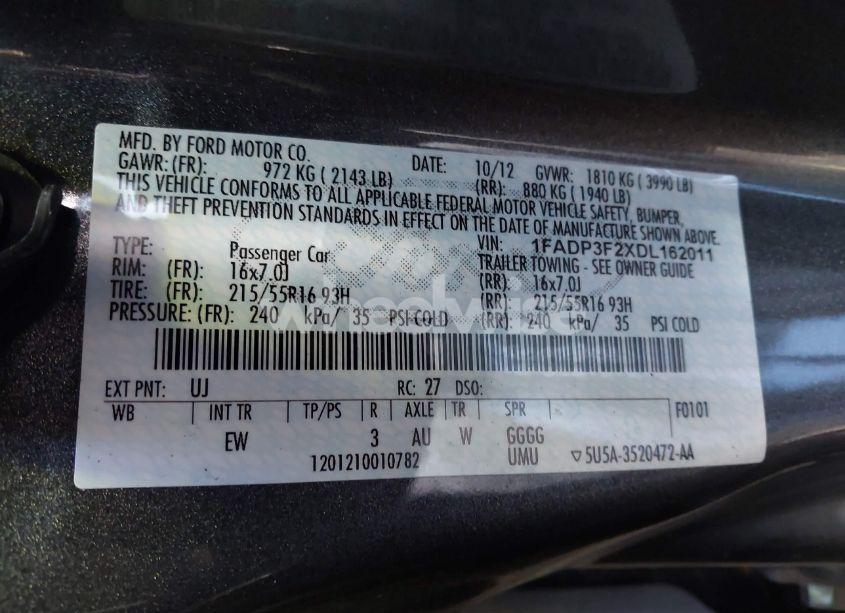 MFD. BY FORD MOTOR CO. DATE: 10/12 GVWR: 1810 KG ( 3990 LB)
GAWR: (FR): 972 KG ( 2143 LB) (RR): 880 KG ( 1940 LB)
THIS VEHICLE CONFORMS TO ALL APPLICABLE FEDERAL MOTOR VEHICLE SAFETY, BUMPER,
AND THEFT PREVENTION STANDARDS IN EFFECT ON THE DATE OF MANUFACTURE SHOWN ABOVE.
VIN: 1FADP3F2XDL162011
TYPE: Passenger Car TRAILER TOWING - SEE OWNER GUIDE
RIM: (FR): 16x7.0J (RR): 16x7.0J
TIRE: (FR): 215/55R16 93H (RR): 215/55R16 93H
PRESSURE: (FR): 240 kPa/ 35 PSI COLD (RR): 240 kPa/ 35 PSI COLD
EXT PNT: UJ RC: 27 DSO:
WB INT TR TP/PS R AXLE TR SPR F0101
EW 3 AU W GGGG
1201210010782 UMU ▽ 5U5A-3520472-AA